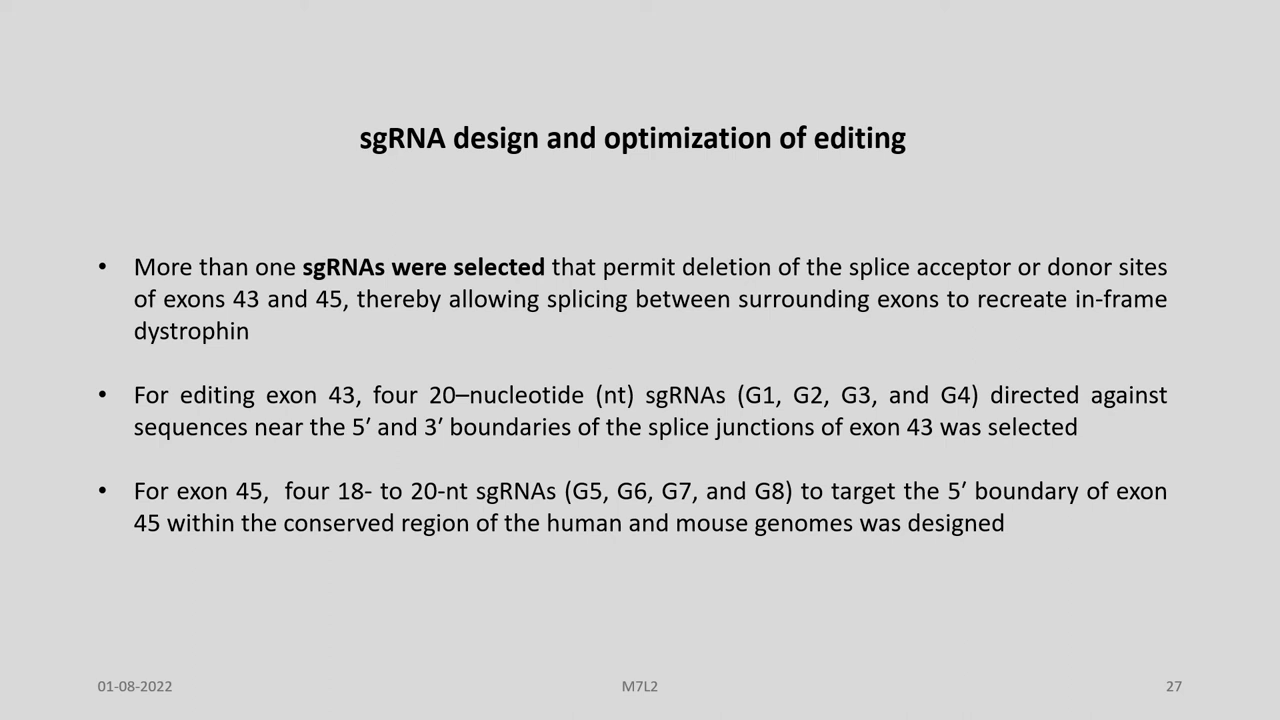 sgRNA design and optimization of editing
• More than one sgRNAs were selected that permit deletion of the splice acceptor or donor sites
of exons 43 and 45, thereby allowing splicing between surrounding exons to recreate in-frame
dystrophin
• For editing exon 43, four 20–nucleotide (nt) sgRNAs (G1, G2, G3, and G4) directed against
sequences near the 5′ and 3′ boundaries of the splice junctions of exon 43 was selected
• For exon 45, four 18- to 20-nt sgRNAs (G5, G6, G7, and G8) to target the 5′ boundary of exon
45 within the conserved region of the human and mouse genomes was designed
01-08-2022
M7L2
27